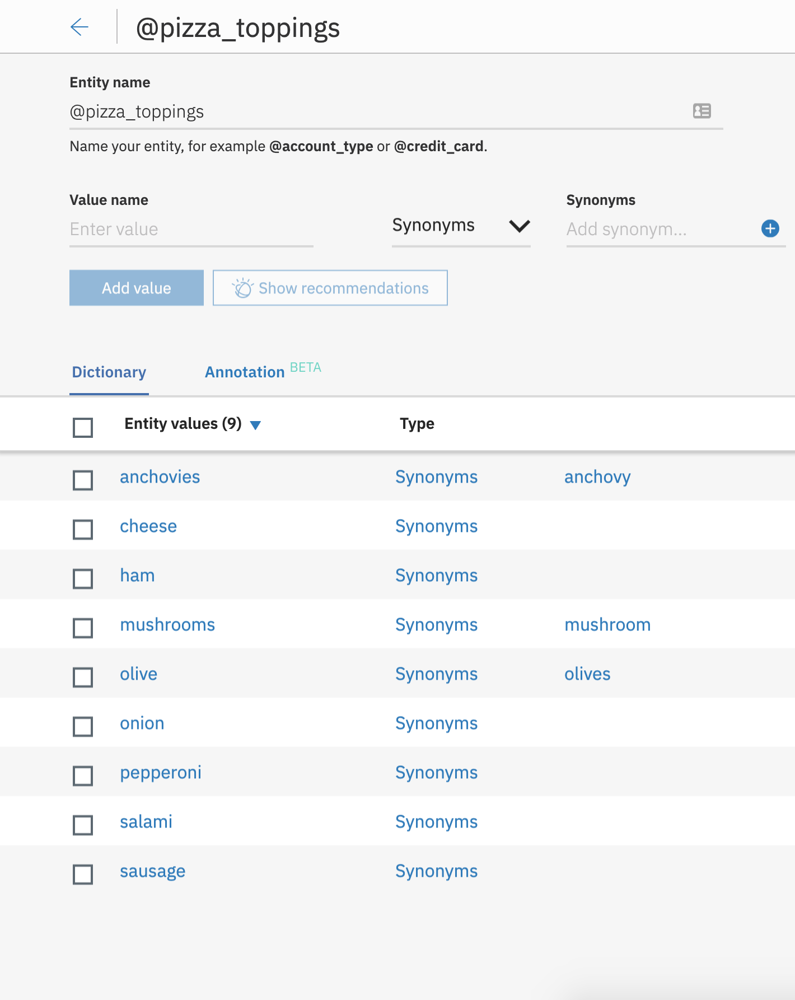 @pizza_toppings
Entity name
@pizza_toppings
Name your entity, for example @account_type or @credit_card.
Value name
Synonyms
Enter value
Synonyms
Add synonym...
Add value
Show recommendations
Dictionary
Annotation BETA
Entity values (9)
Type
anchovies Synonyms anchovy
cheese Synonyms
ham Synonyms
mushrooms Synonyms mushroom
olive Synonyms olives
onion Synonyms
pepperoni Synonyms
salami Synonyms
sausage Synonyms